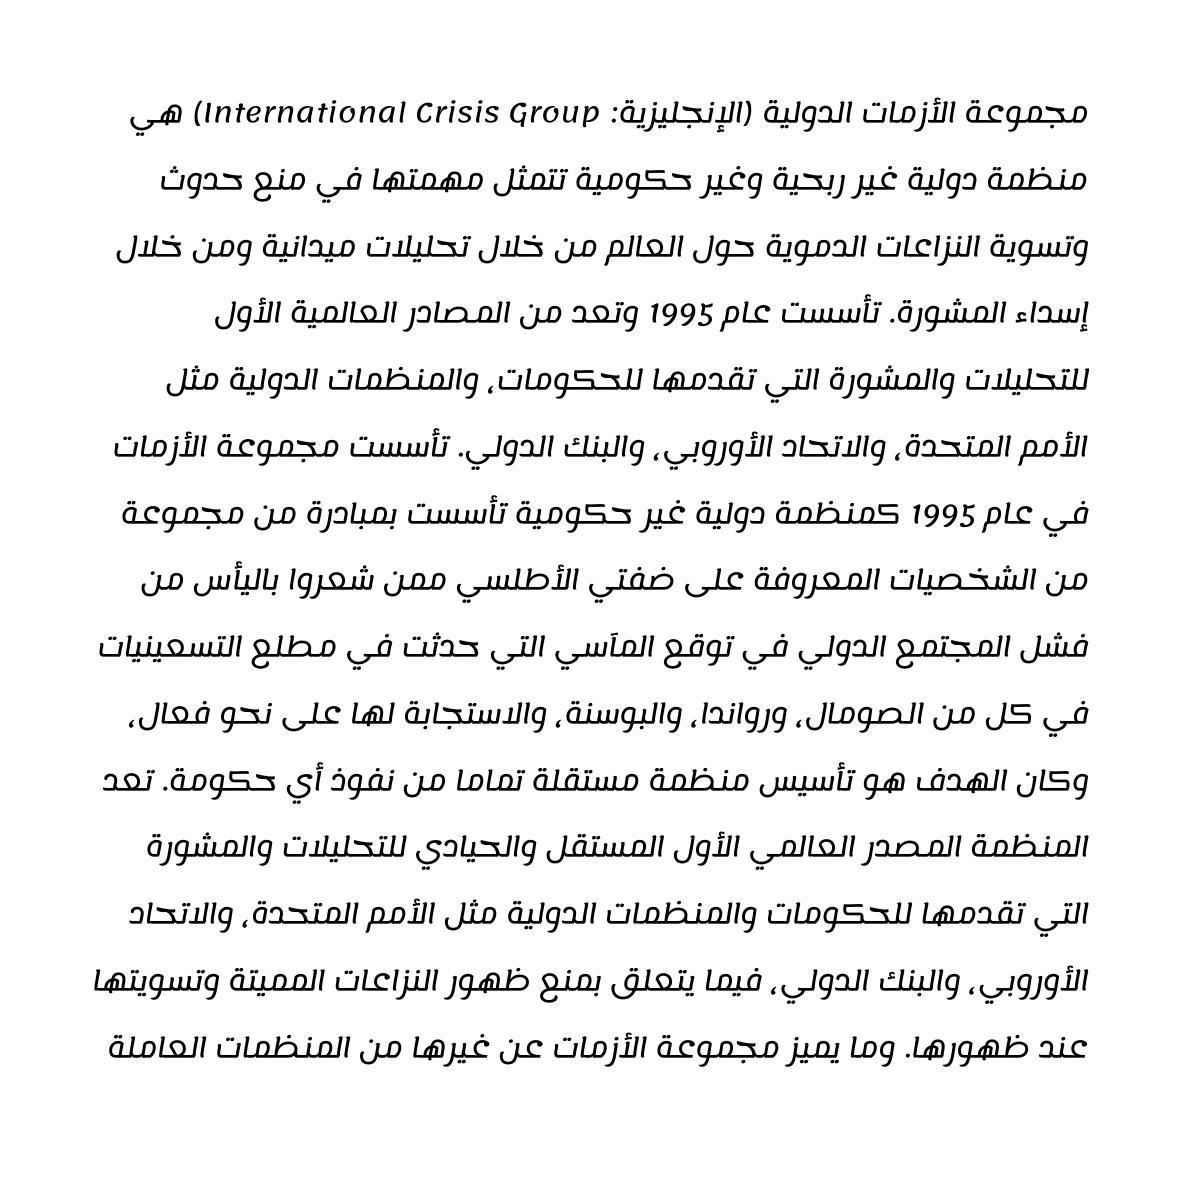 مجموعة الأزمات الدولية (الإنجليزية: International Crisis Group) هي
منظمة دولية غير ربحية وغير حكومية تتمثل مهمتها في منع حدوث
وتسوية النزاعات الدموية حول العالم من خلال تحليلات ميدانية ومن خلال
إسداء المشورة. تأسست عام 1995 وتعد من المصادر العالمية الأول
للتحليلات والمشورة التي تقدمها للحكومات، والمنظمات الدولية مثل
الأمم المتحدة، والاتحاد الأوروبي، والبنك الدولي. تأسست مجموعة الأزمات
في عام 1995 كمنظمة دولية غير حكومية تأسست بمبادرة من مجموعة
من الشخصيات المعروفة على ضفتي الأطلسي ممن شعروا باليأس من
فشل المجتمع الدولي في توقع المآسي التي حدثت في مطلع التسعينيات
في كل من الصومال، ورواندا، والبوسنة، والاستجابة لها على نحو فعال،
وكان الهدف هو تأسيس منظمة مستقلة تماما من نفوذ أي حكومة. تعد
المنظمة المصدر العالمي الأول المستقل والحيادي للتحليلات والمشورة
التي تقدمها للحكومات والمنظمات الدولية مثل الأمم المتحدة، والاتحاد
الأوروبي، والبنك الدولي، فيما يتعلق بمنع ظهور النزاعات المميتة وتسويتها
عند ظهورها. وما يميز مجموعة الأزمات عن غيرها من المنظمات العاملة